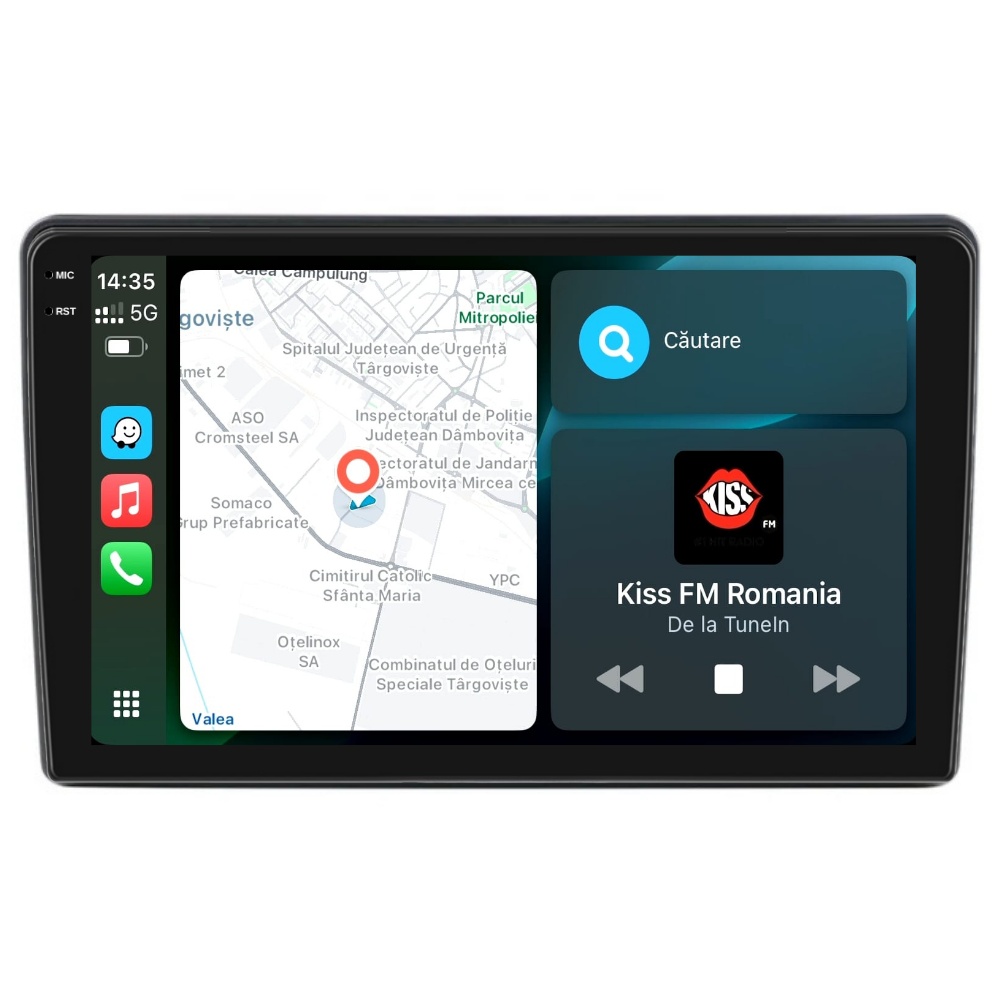 MIC
RST
14:35
5G
Calea Câmpulung
goviște
Parcul
Mitropoliei
Spitalul Județean de Urgență
Târgoviște
imet 2
ASO
Cromsteel SA
Inspectoratul de Poliție
Județean Dâmbovița
ectoratul de Jandarm
Dâmbovița Mircea ce
Somaco
Grup Prefabricate
Cimitirul Catolic
Sfânta Maria
YPC
Oțelinox
SA
Combinatul de Oțeluri
Speciale Târgoviște
Valea
Căutare
KISS
FM
Kiss FM Romania
De la TuneIn